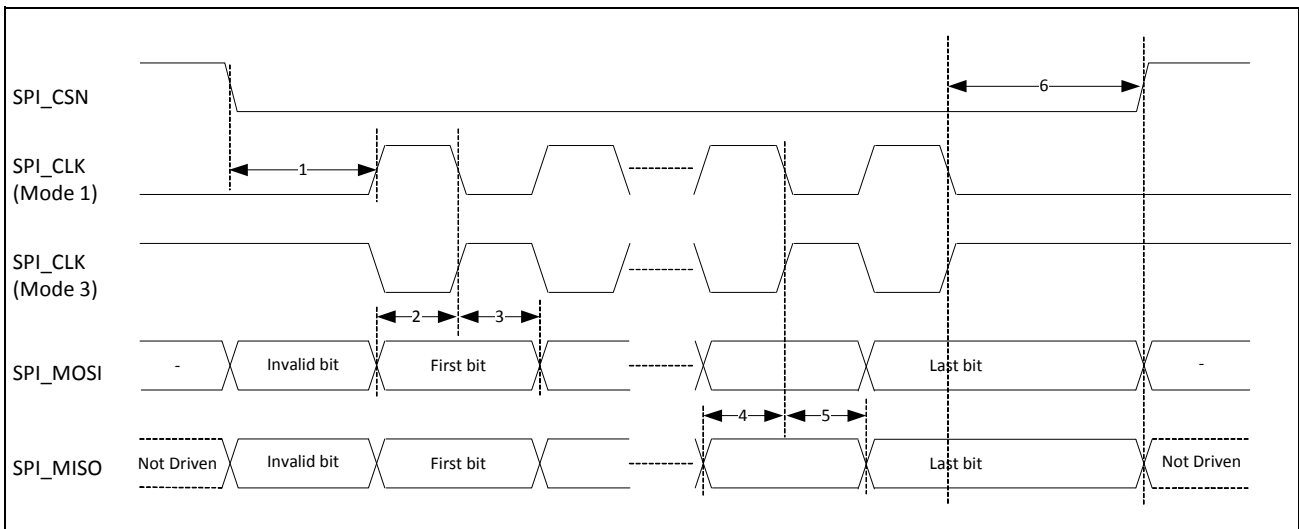 SPI_CSN
6
SPI_CLK
(Mode 1)
1
SPI_CLK
(Mode 3)
2
3
SPI_MOSI
-
Invalid bit
First bit
Last bit
-
4
5
SPI_MISO
Not Driven
Invalid bit
First bit
Last bit
Not Driven